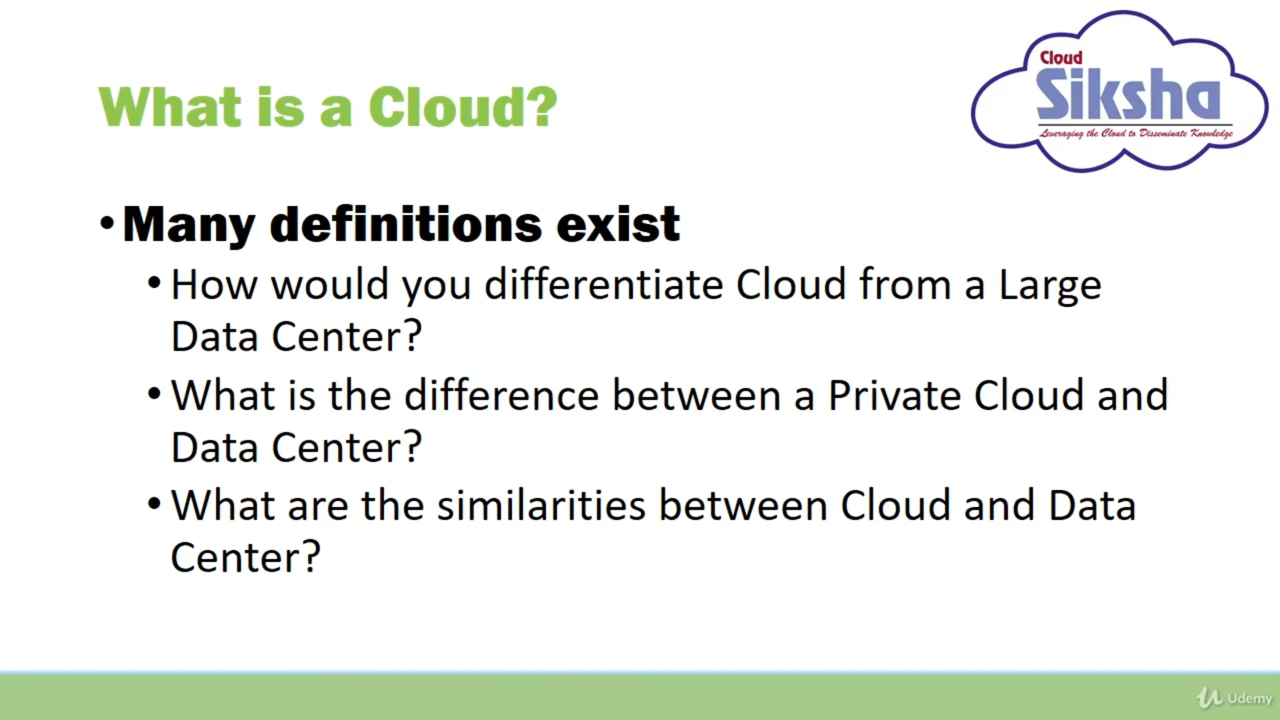 What is a Cloud?
Cloud
Siksha
Leveraging the Cloud to Disseminate Knowledge
• Many definitions exist
• How would you differentiate Cloud from a Large
Data Center?
• What is the difference between a Private Cloud and
Data Center?
• What are the similarities between Cloud and Data
Center?
Udemy